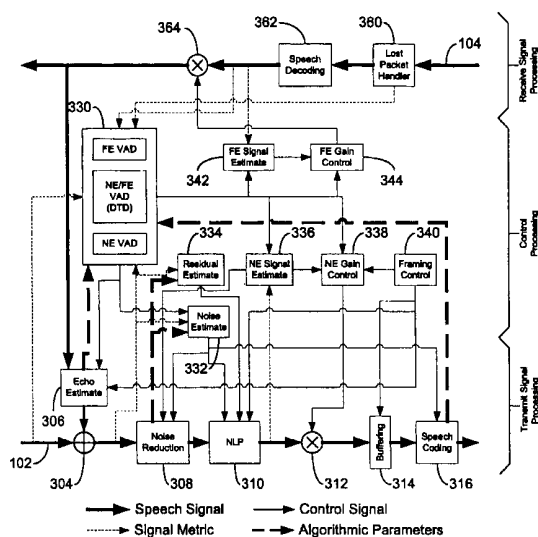 364
362
360
Speech Decoding
Lost Packet Handler
104
Receive Signal Processing
330
FE VAD
NE/FE VAD (DTD)
NE VAD
FE Signal Estimate
FE Gain Control
342
344
Control Processing
334
336
338
340
Residual Estimate
NE Signal Estimate
NE Gain Control
Framing Control
Noise Estimate
332
Echo Estimate
306
Transmit Signal Processing
102
304
Noise Reduction
308
NLP
310
312
Buffering
314
Speech Coding
316
Speech Signal
Control Signal
Signal Metric
Algorithmic Parameters